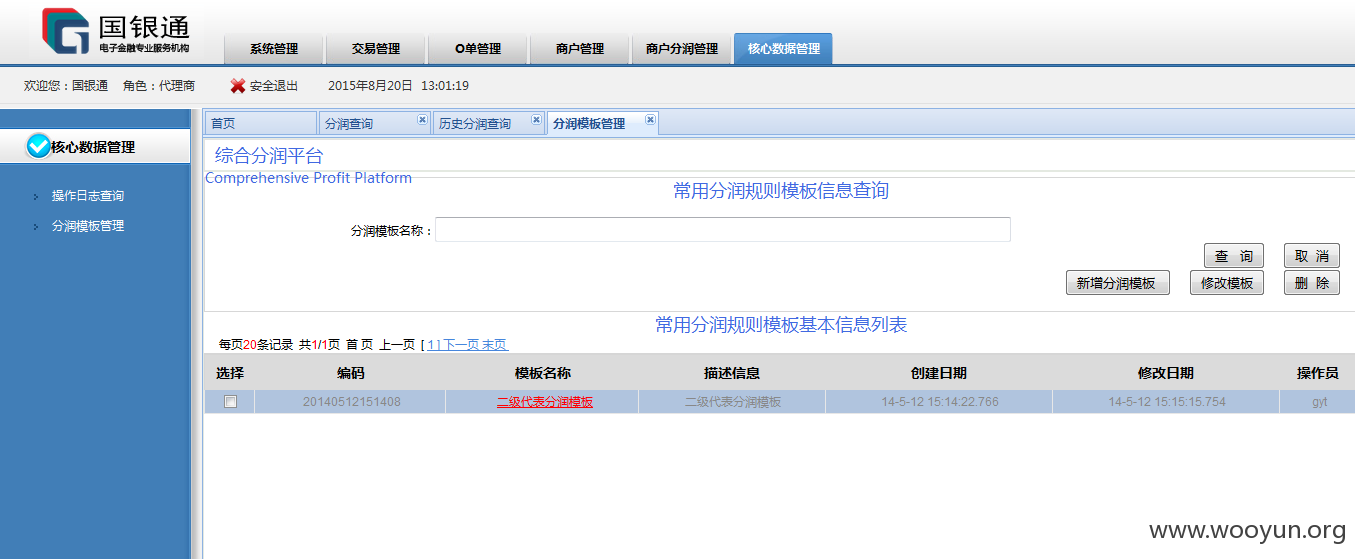 国银通
电子金融专业服务机构
系统管理 交易管理 O单管理 商户管理 商户分润管理 核心数据管理
欢迎您：国银通 角色：代理商 安全退出 2015年8月20日 13:01:19
首页 分润查询 历史分润查询 分润模板管理
核心数据管理
操作日志查询
分润模板管理
综合分润平台
Comprehensive Profit Platform
常用分润规则模板信息查询
分润模板名称：
查 询 取 消
新增分润模板 修改模板 删 除
常用分润规则模板基本信息列表
每页20条记录 共1/1页 首 页 上一页 [ 1 ] 下一页 末页
选择 编码 模板名称 描述信息 创建日期 修改日期 操作员
20140512151408 二级代表分润模板 二级代表分润模板 14-5-12 15:14:22.766 14-5-12 15:15:15.754 gyt
www.wooyun.org